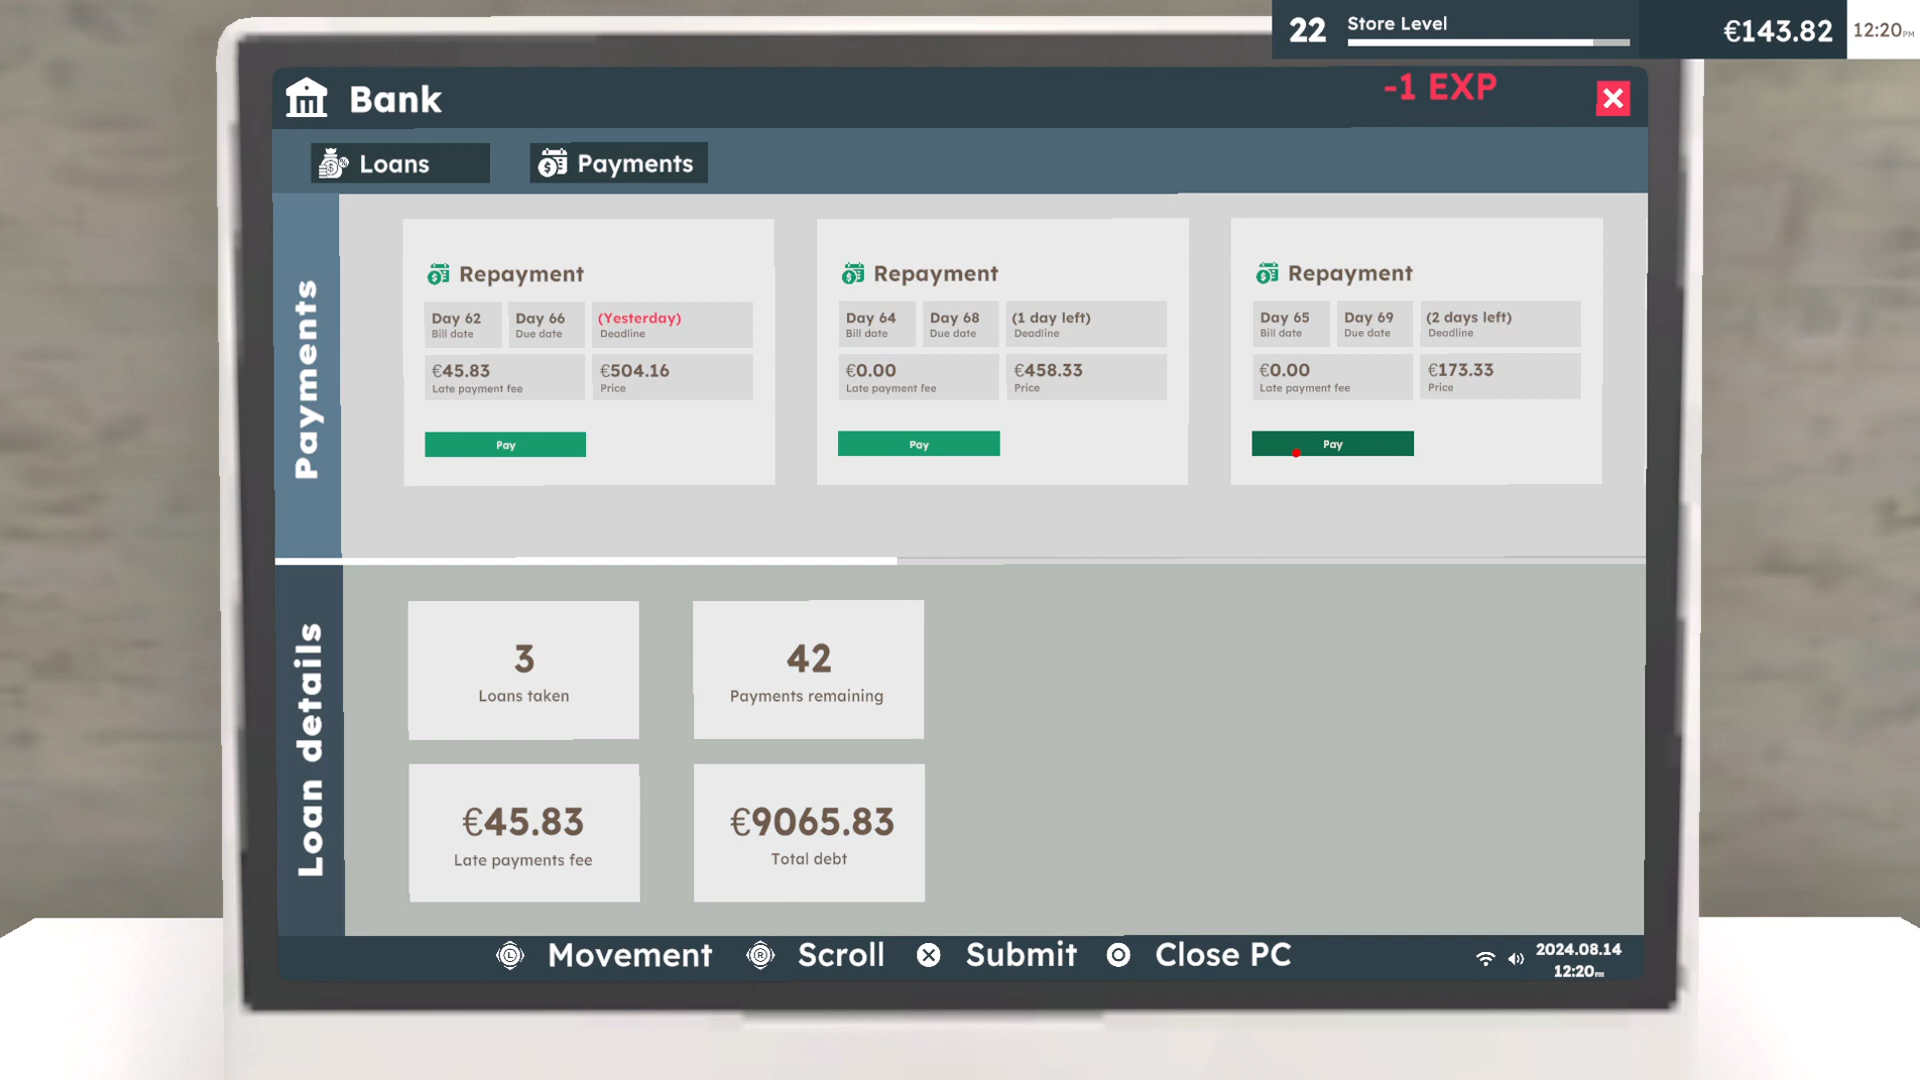 22 Store Level €143.82 12:20PM
-1 EXP
Bank
Loans Payments
Payments
Repayment
Day 62 Day 66 (Yesterday)
Bill date Due date Deadline
€45.83 €504.16
Late payment fee Price
Pay
Repayment
Day 64 Day 68 (1 day left)
Bill date Due date Deadline
€0.00 €458.33
Late payment fee Price
Pay
Repayment
Day 65 Day 69 (2 days left)
Bill date Due date Deadline
€0.00 €173.33
Late payment fee Price
Pay
Loan details
3
Loans taken
42
Payments remaining
€45.83
Late payments fee
€9065.83
Total debt
L Movement R Scroll Submit Close PC
2024.08.14
12:20PM